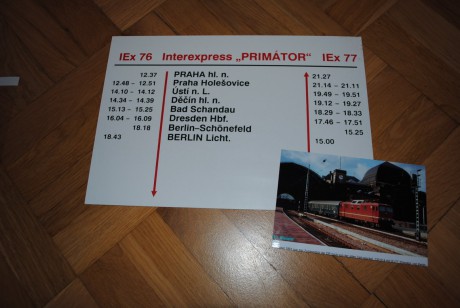 IEx 76 Interexpress „PRIMÁTOR“ IEx 77
12.37 PRAHA hl. n. 21.27
12.48 – 12.51 Praha Holešovice 21.14 – 21.11
14.10 – 14.12 Ústí n. L. 19.49 – 19.51
14.34 – 14.39 Děčín hl. n. 19.12 – 19.27
15.13 – 15.25 Bad Schandau 18.29 – 18.33
16.04 – 16.09 Dresden Hbf. 17.46 – 17.51
18.18 Berlin–Schönefeld 15.25
18.43 BERLIN Licht. 15.00